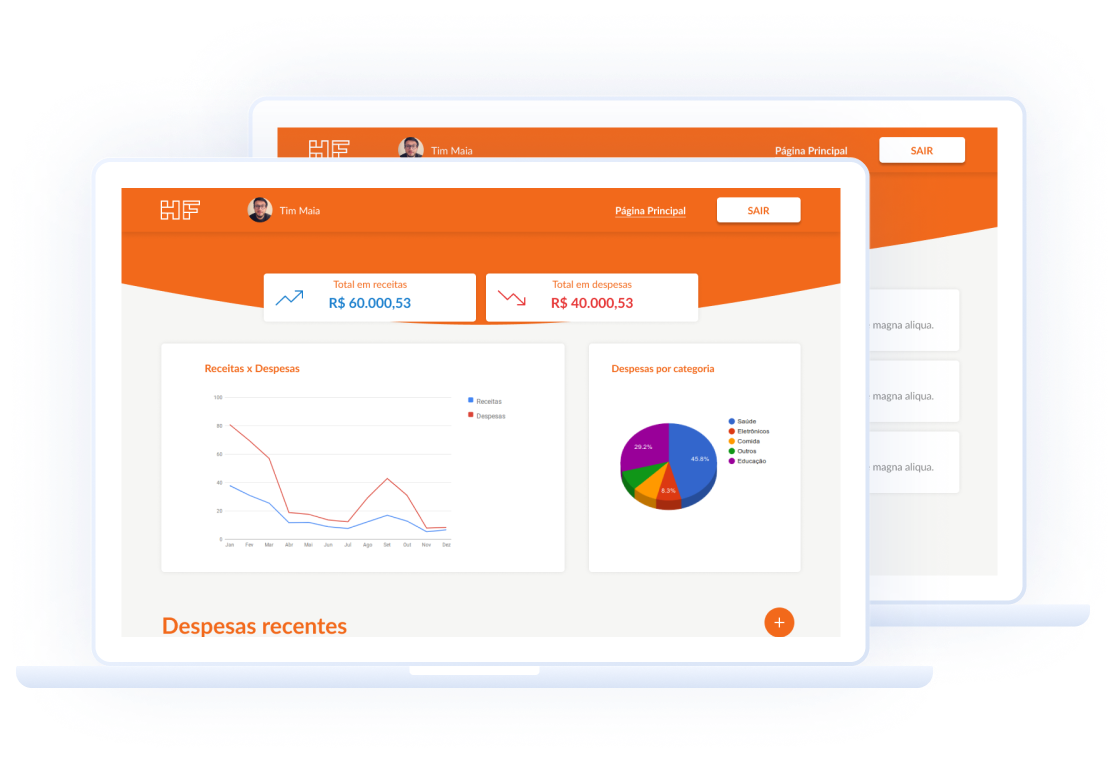 HF
Tim Maia
Página Principal
SAIR
HF
Tim Maia
Página Principal
SAIR
Total em receitas
R$ 60.000,53
Total em despesas
R$ 40.000,53
magna aliqua.
magna aliqua.
magna aliqua.
Receitas x Despesas
100
80
60
40
20
0
Jan Fev Mar Abr Mai Jun Jul Ago Set Out Nov Dez
Receitas
Despesas
Despesas por categoria
29.2%
45.8%
8.3%
Saúde
Eletrônicos
Comida
Outros
Educação
Despesas recentes
+